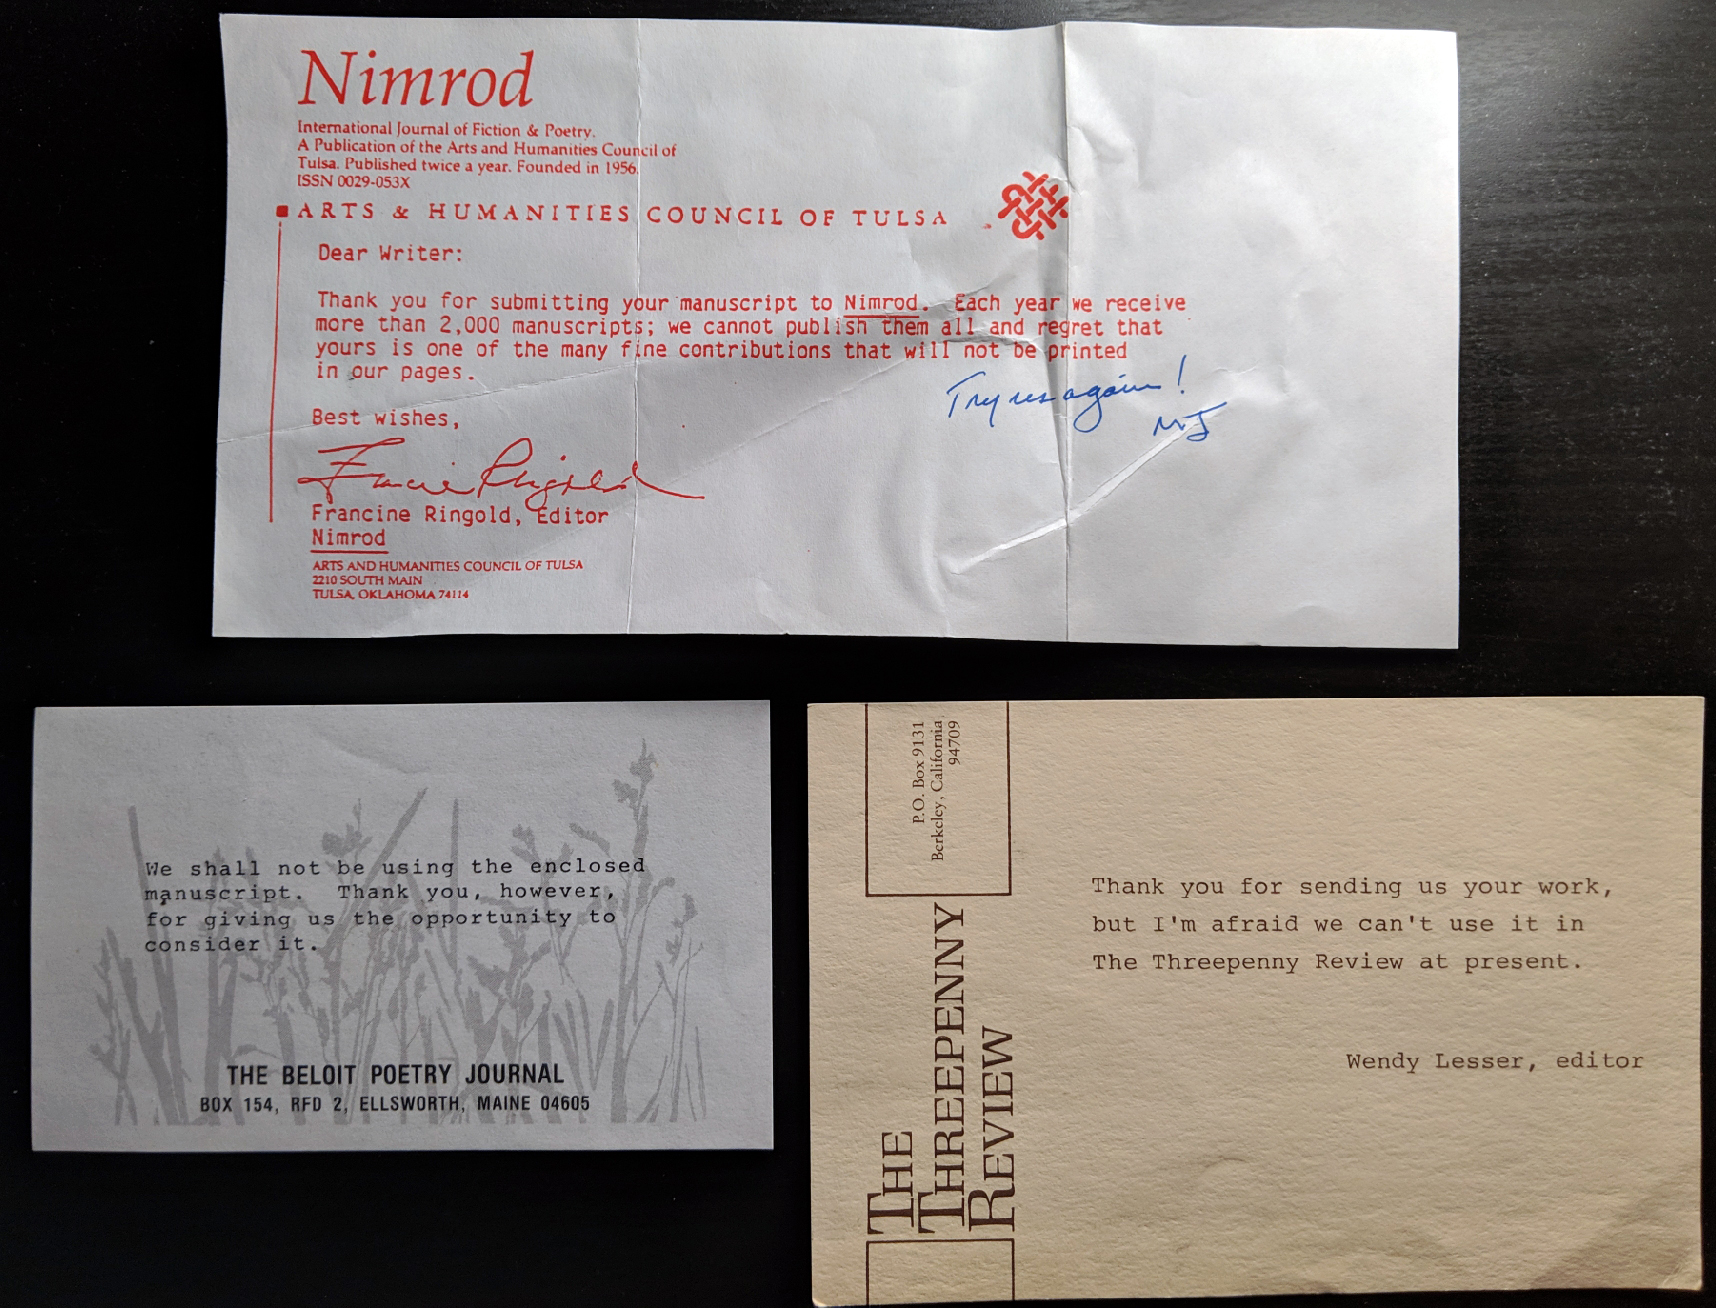 Nimrod
International Journal of Fiction & Poetry.
A Publication of the Arts and Humanities Council of
Tulsa. Published twice a year. Founded in 1956.
ISSN 0029-053X
ARTS & HUMANITIES COUNCIL OF TULSA
Dear Writer:
Thank you for submitting your manuscript to Nimrod. Each year we receive
more than 2,000 manuscripts; we cannot publish them all and regret that
yours is one of the many fine contributions that will not be printed
in our pages.
Try us again!
Best wishes,
Francine Ringold
Francine Ringold, Editor
Nimrod
ARTS AND HUMANITIES COUNCIL OF TULSA
2210 SOUTH MAIN
TULSA, OKLAHOMA 74114
We shall not be using the enclosed
manuscript. Thank you, however,
for giving us the opportunity to
consider it.
THE BELOIT POETRY JOURNAL
BOX 154, RFD 2, ELLSWORTH, MAINE 04605
P.O. Box 9131
Berkeley, California
94709
THE
THREEPENNY
REVIEW
Thank you for sending us your work,
but I'm afraid we can't use it in
The Threepenny Review at present.
Wendy Lesser, editor